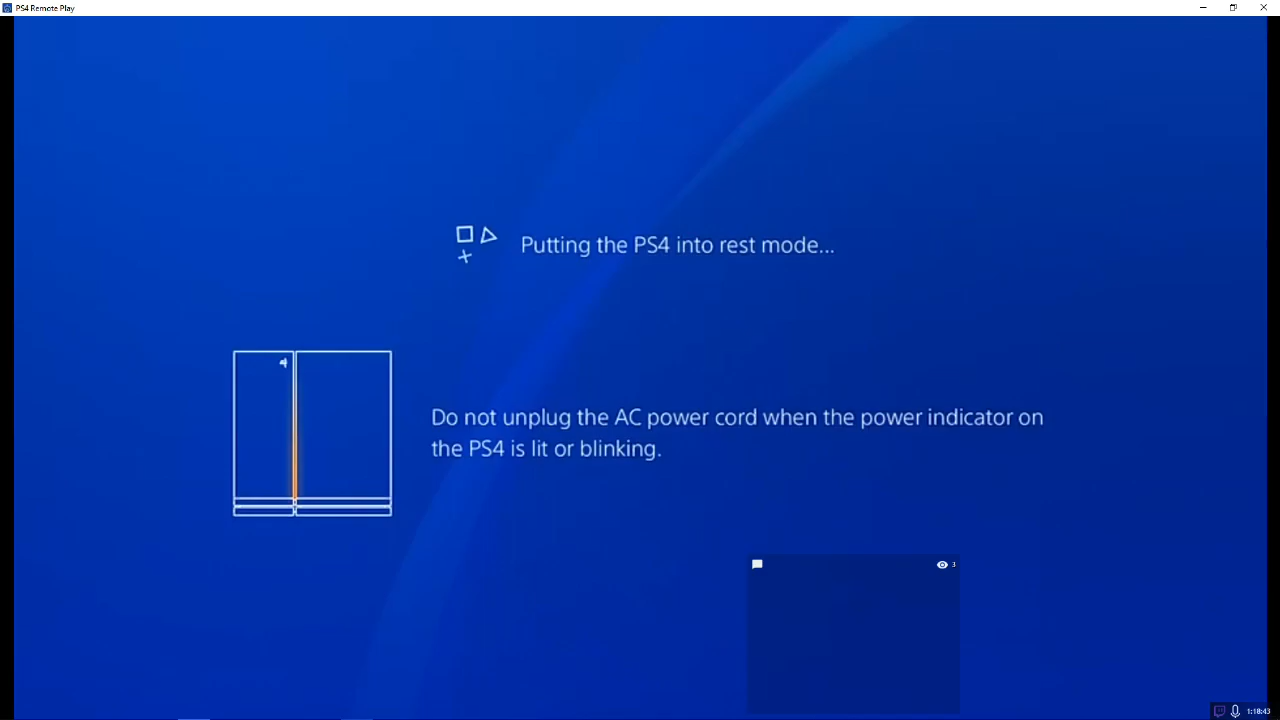 PS4 Remote Play
Putting the PS4 into rest mode...
Do not unplug the AC power cord when the power indicator on
the PS4 is lit or blinking.
3
1:18:43